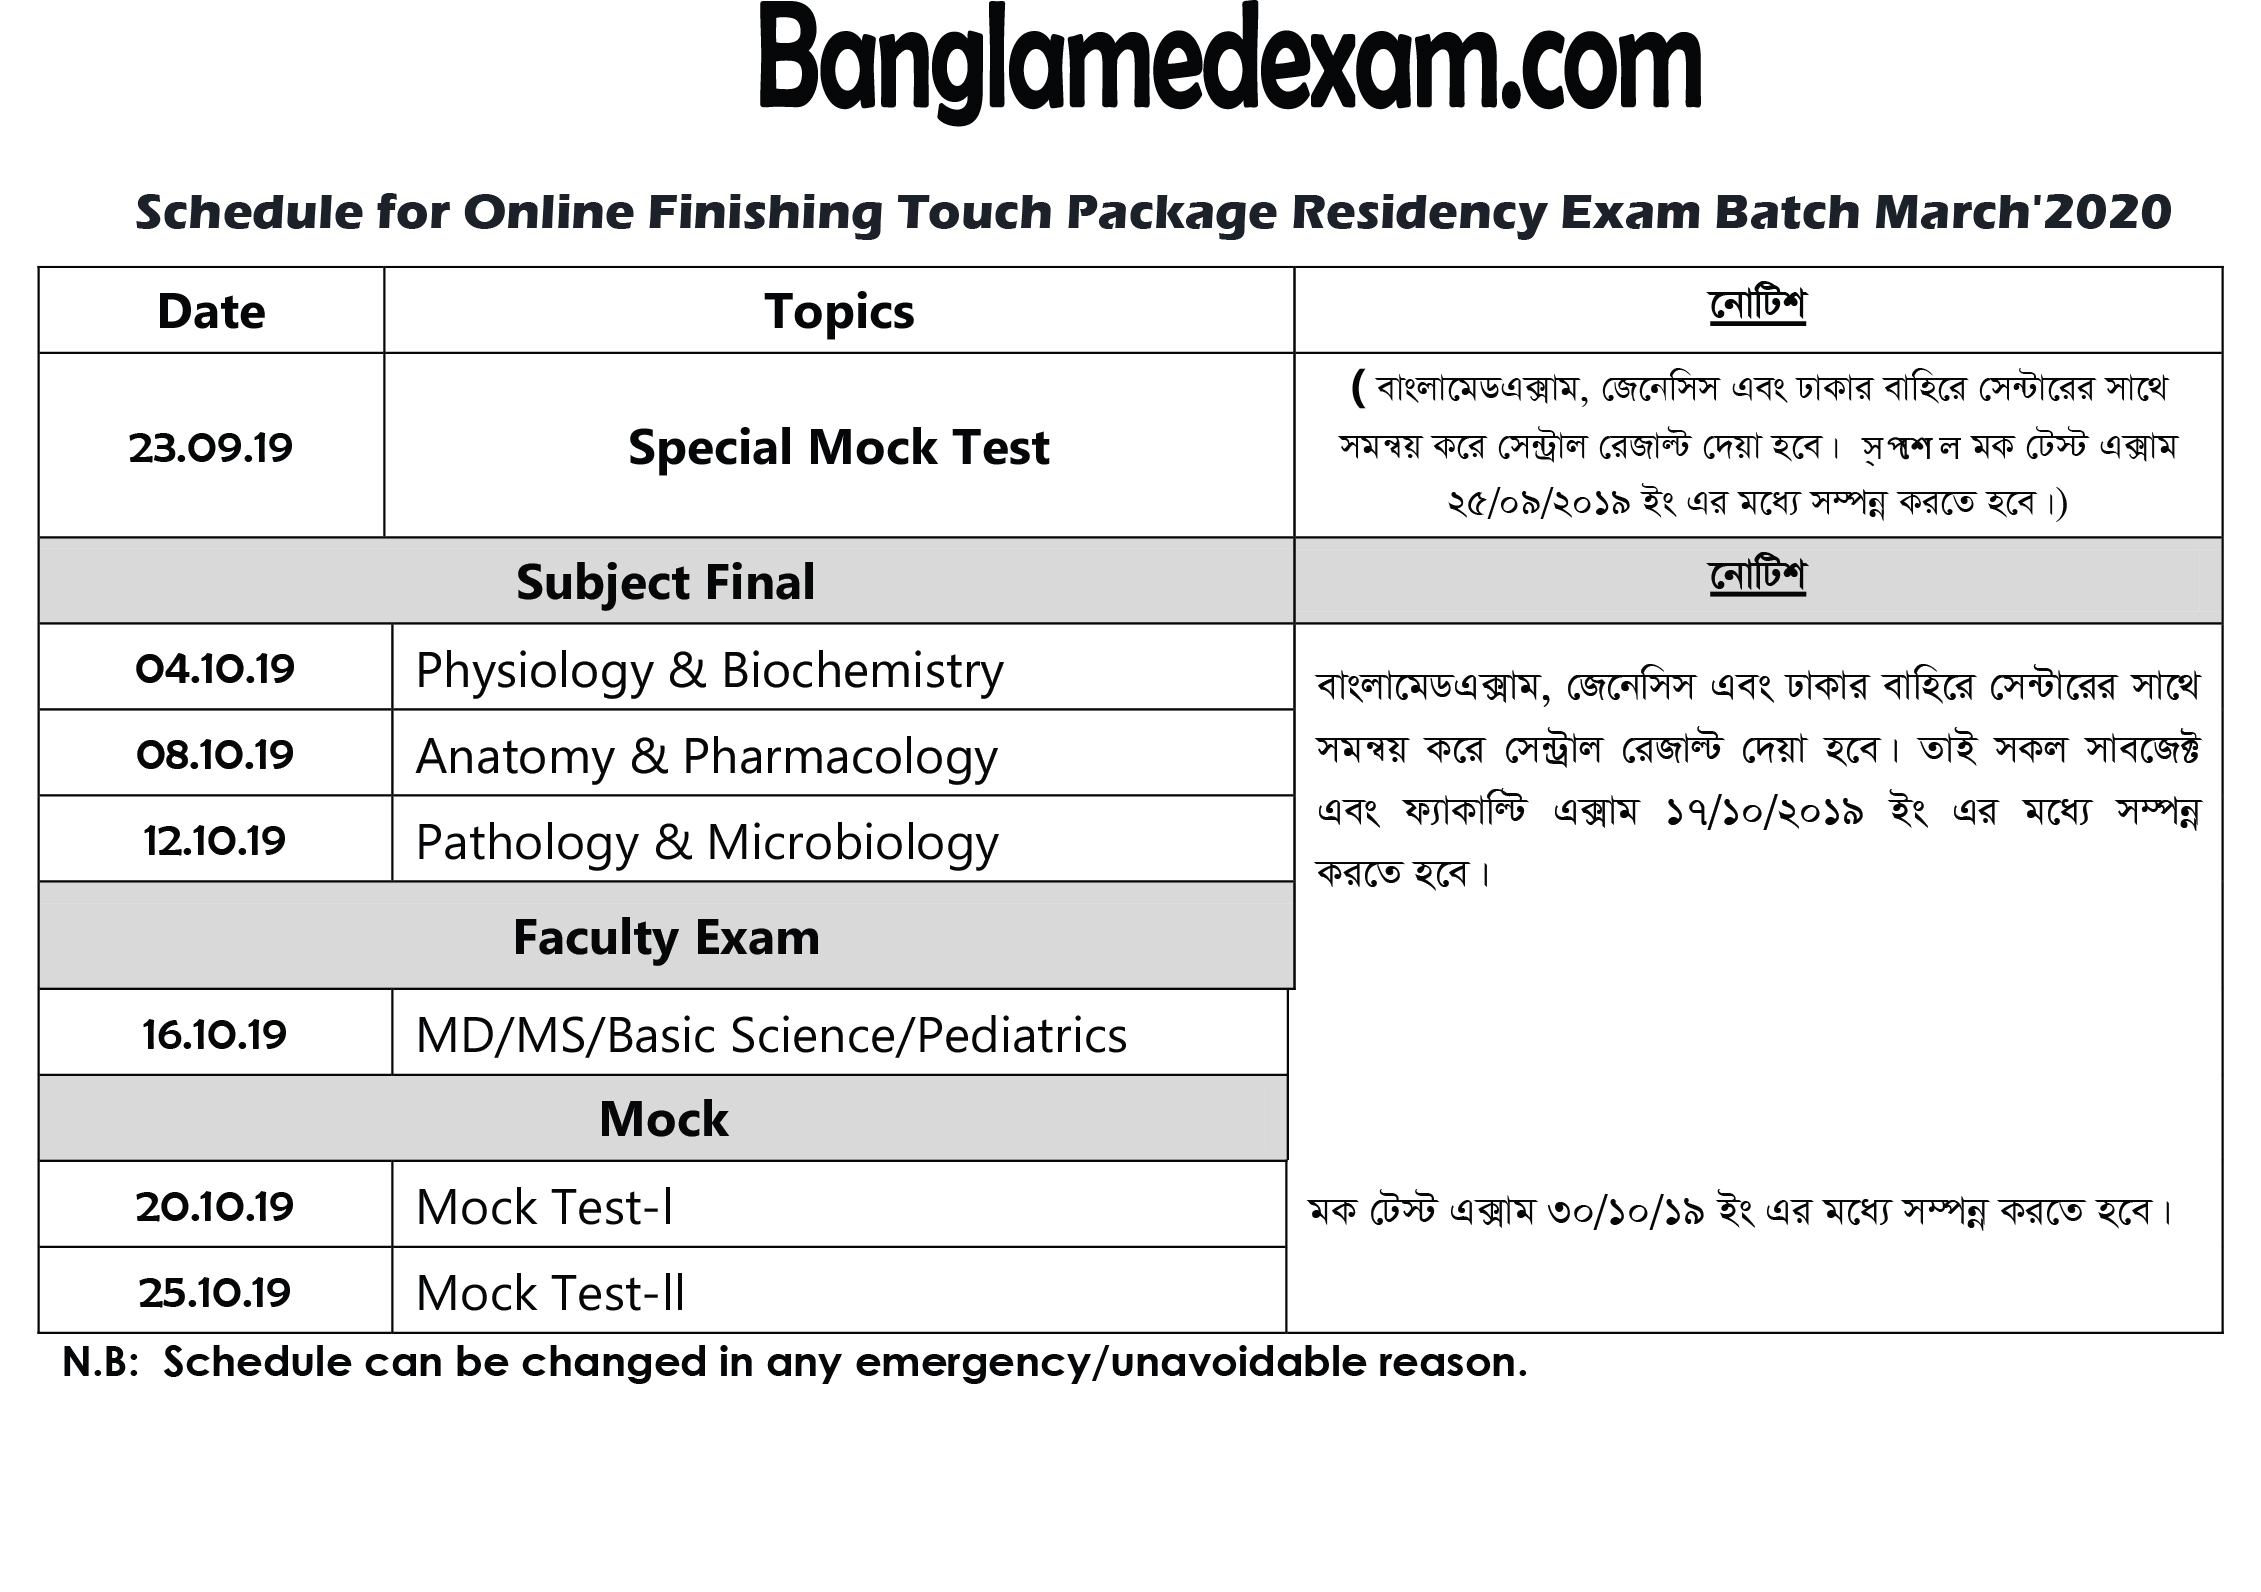 Banglamedexam.com
Schedule for Online Finishing Touch Package Residency Exam Batch March'2020
Date Topics নোটিশ
23.09.19 Special Mock Test
( বাংলামেডএক্সাম, জেনেসিস এবং ঢাকার বাহিরে সেন্টারের সাথে
সমন্বয় করে সেন্ট্রাল রেজাল্ট দেয়া হবে। মক টেস্ট এক্সাম
২৫/০৯/২০১৯ ইং এর মধ্যে সম্পন্ন করতে হবে।)
Subject Final নোটিশ
04.10.19 Physiology & Biochemistry
08.10.19 Anatomy & Pharmacology
12.10.19 Pathology & Microbiology
বাংলামেডএক্সাম, জেনেসিস এবং ঢাকার বাহিরে সেন্টারের সাথে
সমন্বয় করে সেন্ট্রাল রেজাল্ট দেয়া হবে। তাই সকল সাবজেক্ট
এবং ফ্যাকাল্টি এক্সাম ১৭/১০/২০১৯ ইং এর মধ্যে সম্পন্ন
করতে হবে।
Faculty Exam
16.10.19 MD/MS/Basic Science/Pediatrics
Mock
20.10.19 Mock Test-I মক টেস্ট এক্সাম ৩০/১০/১৯ ইং এর মধ্যে সম্পন্ন করতে হবে।
25.10.19 Mock Test-II
N.B: Schedule can be changed in any emergency/unavoidable reason.